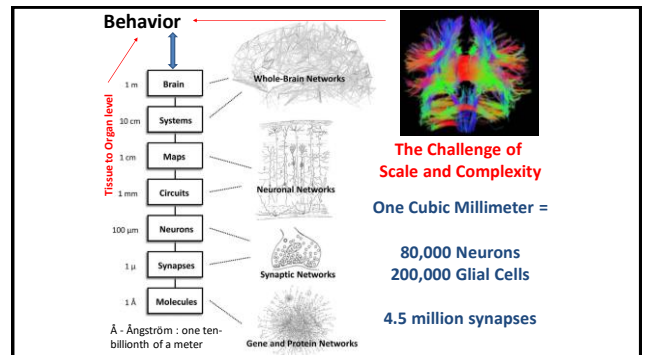 Behavior
1 m
Brain
Whole-Brain Networks
10 cm
Systems
Tissue to Organ level
1 cm
Maps
Neuronal Networks
1 mm
Circuits
100 µm
Neurons
1 µ
Synapses
Synaptic Networks
1 Å
Molecules
Gene and Protein Networks
Å - Ångström : one ten-
billionth of a meter
The Challenge of
Scale and Complexity
One Cubic Millimeter =
80,000 Neurons
200,000 Glial Cells
4.5 million synapses